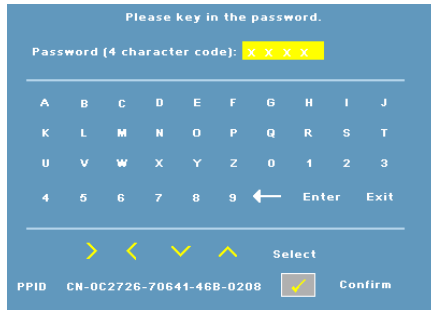 Please key in the password.
Password (4 character code): X X X X
A B C D E F G H I J
K L M N O P Q R S T
U V W X Y Z 0 1 2 3
4 5 6 7 8 9 ← Enter Exit
Select
PPID CN-0C2726-70641-46B-0208 ✓ Confirm